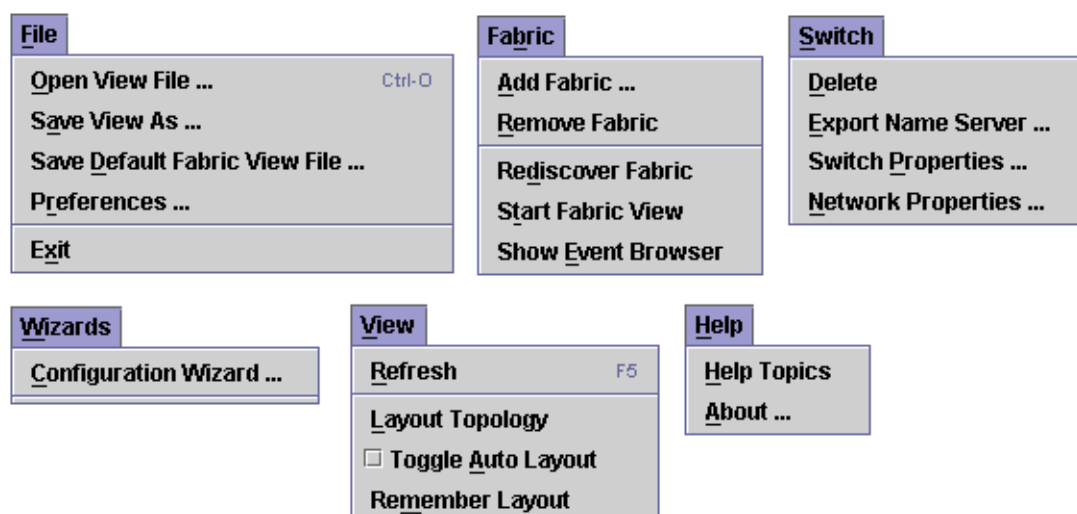 File
Open View File ... Ctrl-O
Save View As ...
Save Default Fabric View File ...
Preferences ...
Exit
Fabric
Add Fabric ...
Remove Fabric
Rediscover Fabric
Start Fabric View
Show Event Browser
Switch
Delete
Export Name Server ...
Switch Properties ...
Network Properties ...
Wizards
Configuration Wizard ...
View
Refresh F5
Layout Topology
Toggle Auto Layout
Remember Layout
Help
Help Topics
About ...